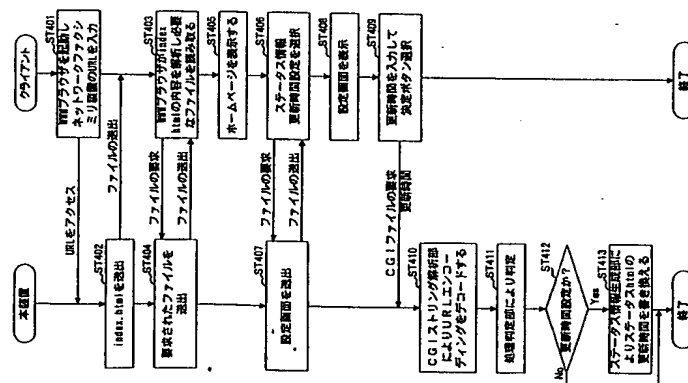 クライアント
ST401
WWWブラウザを起動し
ネットワークファクシ
ミリ装置のURLを入力
URLをアクセス
本装置
ST402
index.htmlを送出
ファイルの送出
ST403
WWWブラウザがindex
htmlの内容を解析し必要
なファイルを読み取る
ファイルの要求
ST404
要求されたファイルを
送出
ファイルの送出
ST405
ホームページを表示する
ST406
ステータス情報
更新時間設定を選択
ファイルの要求
ST407
設定画面を送出
ファイルの送出
ST408
設定画面を表示
ST409
更新時間を入力して
決定ボタン選択
CGIファイルの要求
更新時間
ST410
CGIストリング解析部
によりURLエンコー
ディングをデコードする
ST411
処理判定部により判定
ST412
更新時間設定か?
No
Yes
ST413
ステータス情報生成部に
よりステータスhtmlの
更新時間を書き換える
終了
終了